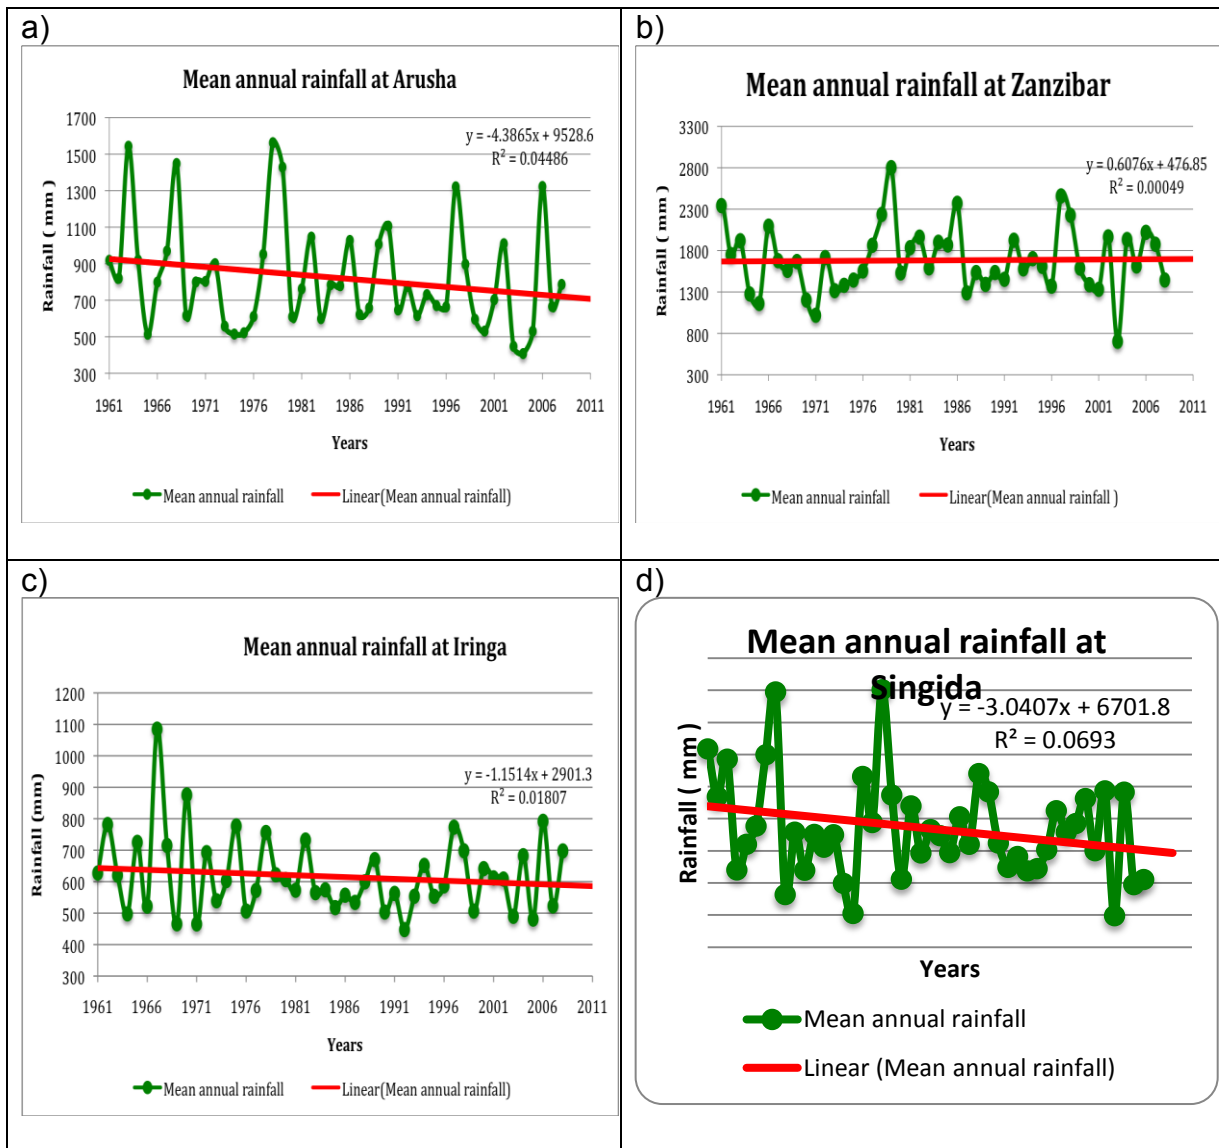 a)
Mean annual rainfall at Arusha
y = -4.3865x + 9528.6
R² = 0.04486
Rainfall ( mm )
1700
1500
1300
1100
900
700
500
300
1961 1966 1971 1976 1981 1986 1991 1996 2001 2006 2011
Years
Mean annual rainfall Linear(Mean annual rainfall)
b)
Mean annual rainfall at Zanzibar
y = 0.6076x + 476.85
R² = 0.00049
Rainfall ( mm )
3300
2800
2300
1800
1300
800
300
1961 1966 1971 1976 1981 1986 1991 1996 2001 2006 2011
Years
Mean annual rainfall Linear(Mean annual rainfall )
c)
Mean annual rainfall at Iringa
y = -1.1514x + 2901.3
R² = 0.01807
Rainfall (mm)
1200
1100
1000
900
800
700
600
500
400
300
1961 1966 1971 1976 1981 1986 1991 1996 2001 2006 2011
Years
Mean annual rainfall Linear(Mean annual rainfall)
d)
Mean annual rainfall at
Singida
y = -3.0407x + 6701.8
R² = 0.0693
Rainfall ( mm )
Years
Mean annual rainfall
Linear (Mean annual rainfall)